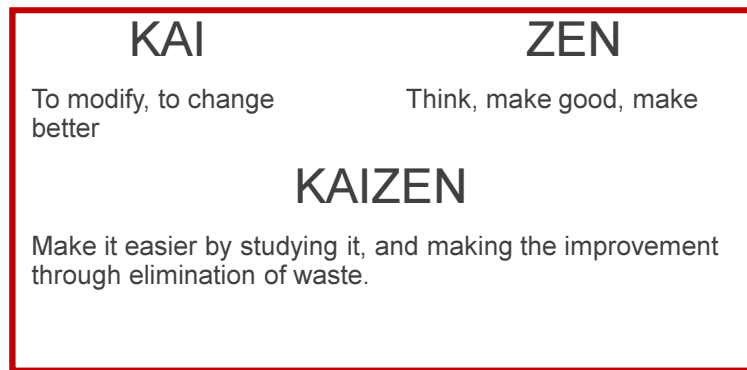 KAI ZEN
To modify, to change Think, make good, make
better
KAIZEN
Make it easier by studying it, and making the improvement
through elimination of waste.